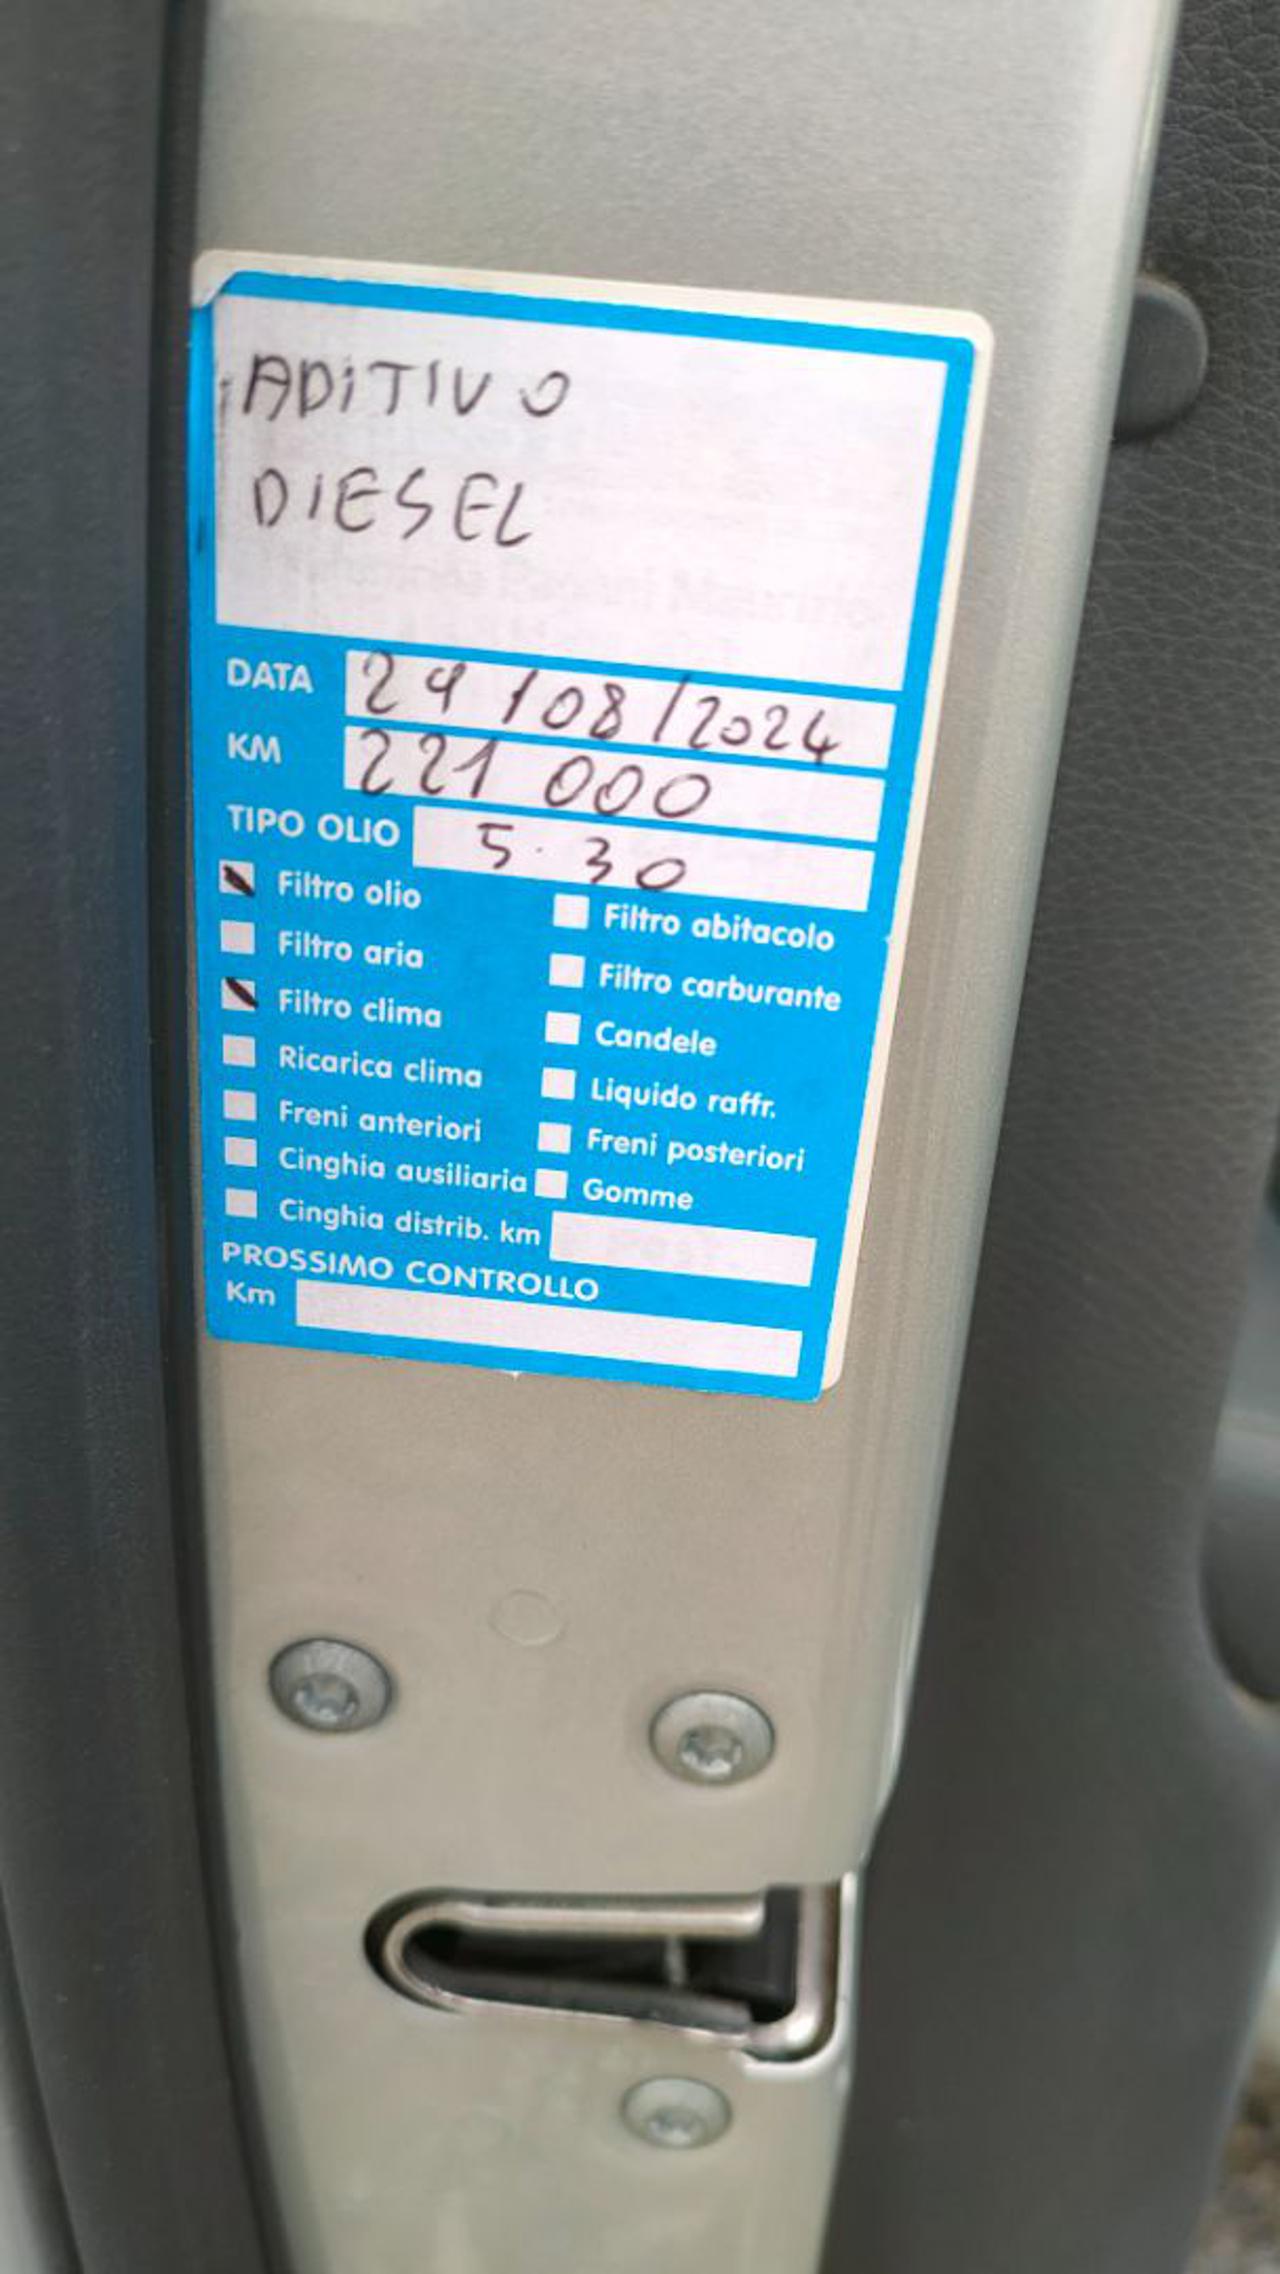 ADITIVO
DIESEL
DATA 29/08/2024
KM 221 000
TIPO OLIO 5.30
Filtro olio
Filtro abitacolo
Filtro aria
Filtro carburante
Filtro clima
Candele
Ricarica clima
Liquido raffr.
Freni anteriori
Freni posteriori
Cinghia ausiliaria
Gomme
Cinghia distrib. km
PROSSIMO CONTROLLO
Km